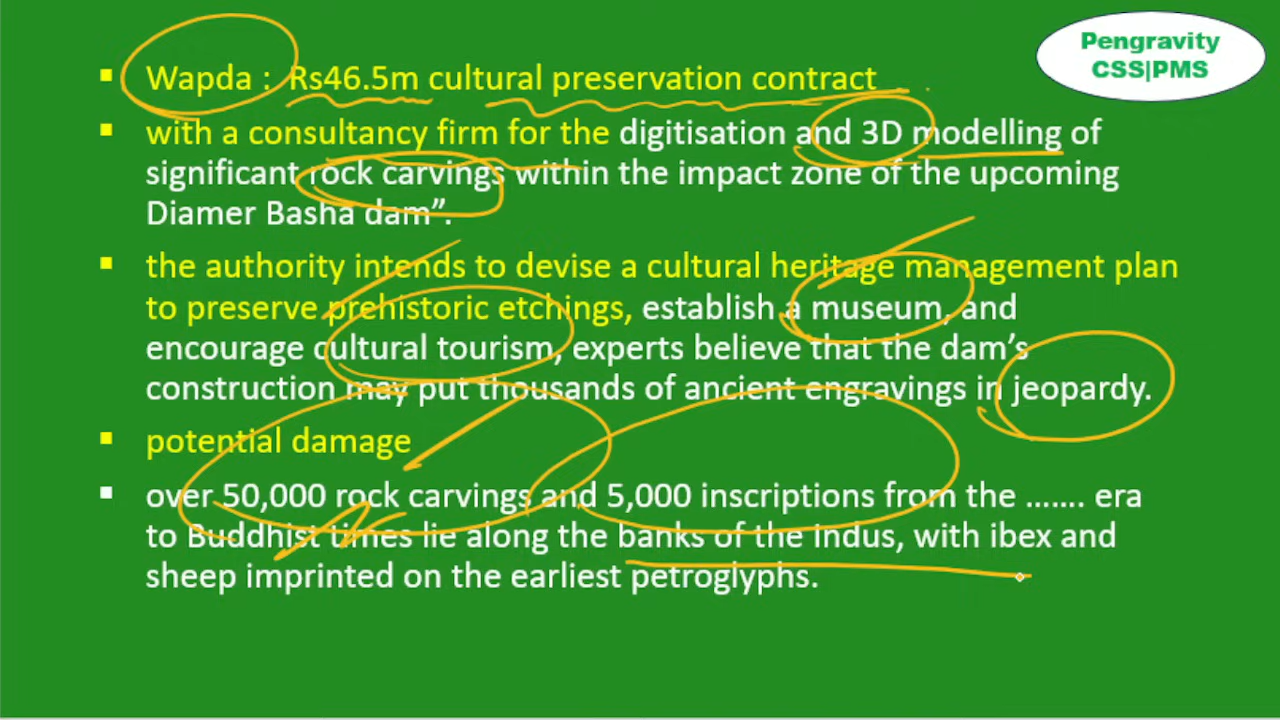 Pengravity
CSS|PMS
Wapda : Rs46.5m cultural preservation contract
with a consultancy firm for the digitisation and 3D modelling of
significant rock carvings within the impact zone of the upcoming
Diamer Basha dam”.
the authority intends to devise a cultural heritage management plan
to preserve prehistoric etchings, establish a museum, and
encourage cultural tourism, experts believe that the dam’s
construction may put thousands of ancient engravings in jeopardy.
potential damage
over 50,000 rock carvings and 5,000 inscriptions from the ……. era
to Buddhist times lie along the banks of the Indus, with ibex and
sheep imprinted on the earliest petroglyphs.